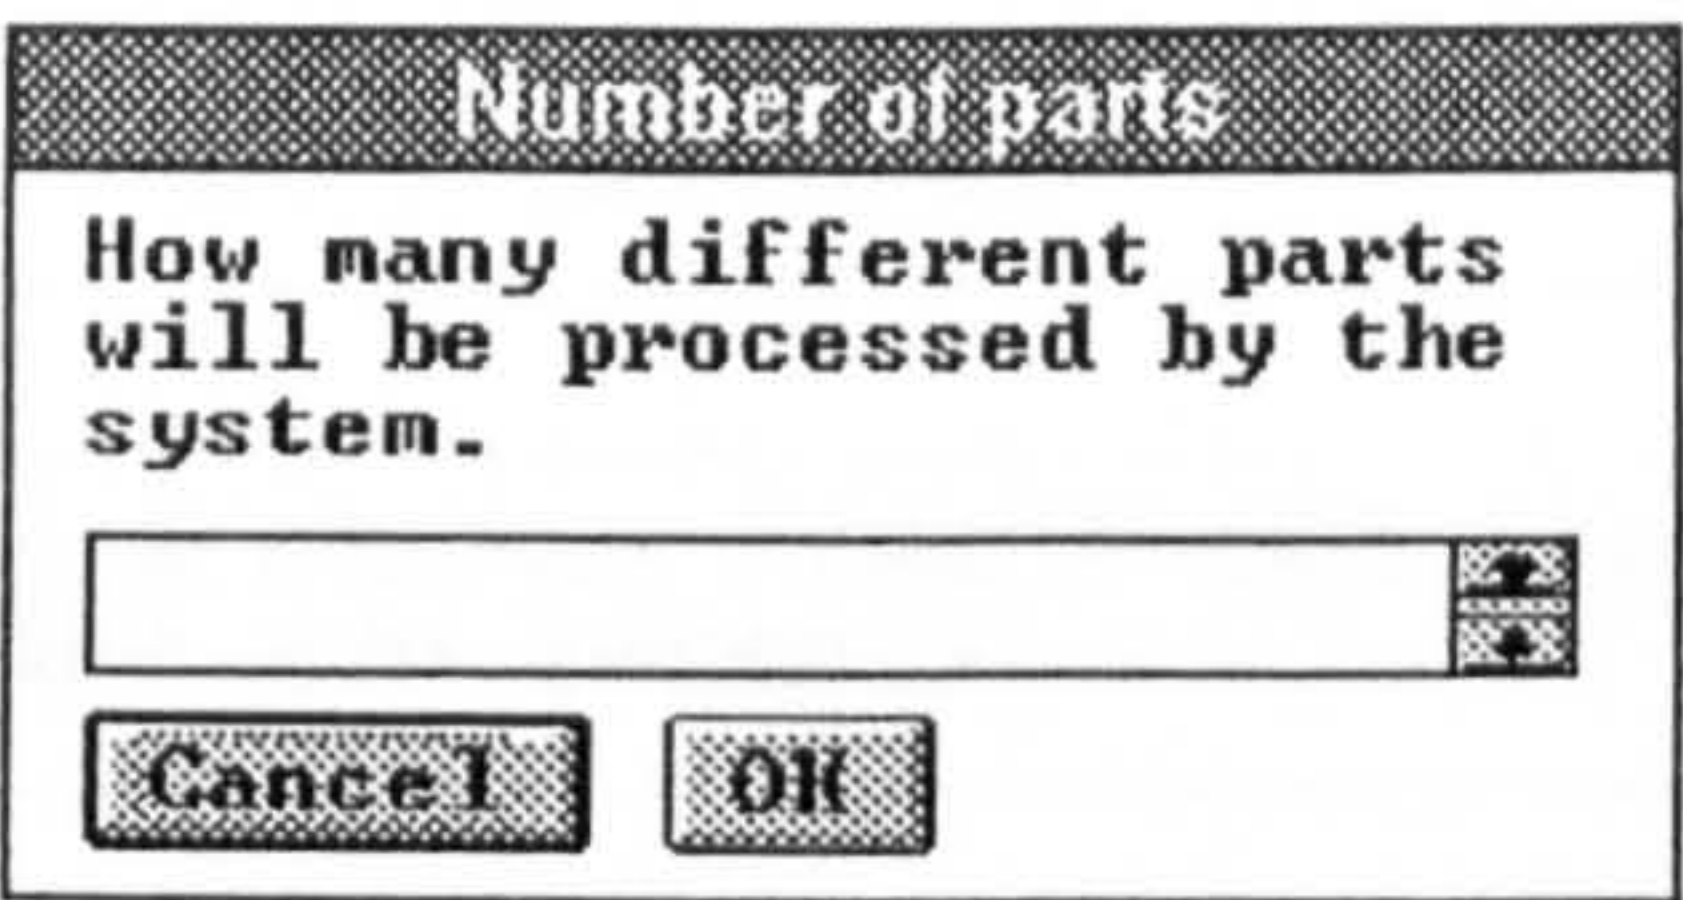 Number of parts
How many different parts
will be processed by the
system.
Cancel OK